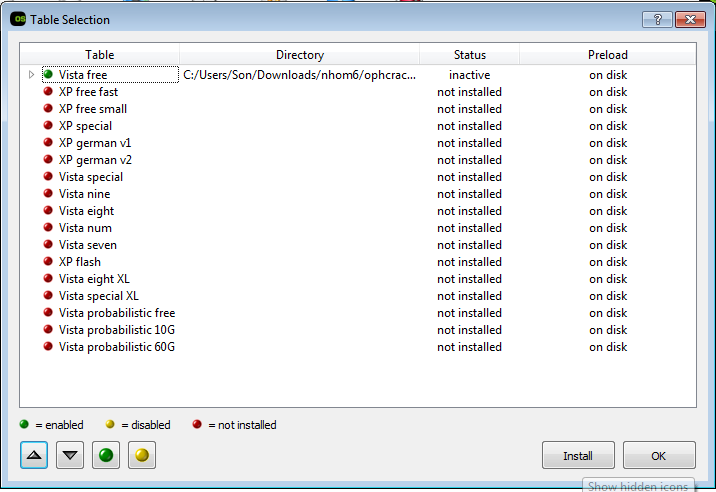 OS Table Selection
Table Directory Status Preload
Vista free C:/Users/Son/Downloads/nhom6/ophcrac... inactive on disk
XP free fast not installed on disk
XP free small not installed on disk
XP special not installed on disk
XP german v1 not installed on disk
XP german v2 not installed on disk
Vista special not installed on disk
Vista nine not installed on disk
Vista eight not installed on disk
Vista num not installed on disk
Vista seven not installed on disk
XP flash not installed on disk
Vista eight XL not installed on disk
Vista special XL not installed on disk
Vista probabilistic free not installed on disk
Vista probabilistic 10G not installed on disk
Vista probabilistic 60G not installed on disk
= enabled = disabled = not installed
Install OK
Show hidden icons